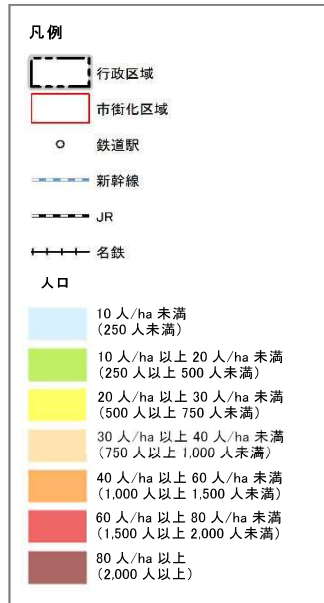 凡例
行政区域
市街化区域
鉄道駅
新幹線
JR
名鉄
人口
10 人/ha 未満
(250 人未満)
10 人/ha 以上 20 人/ha 未満
(250 人以上 500 人未満)
20 人/ha 以上 30 人/ha 未満
(500 人以上 750 人未満)
30 人/ha 以上 40 人/ha 未満
(750 人以上 1,000 人未満)
40 人/ha 以上 60 人/ha 未満
(1,000 人以上 1,500 人未満)
60 人/ha 以上 80 人/ha 未満
(1,500 人以上 2,000 人未満)
80 人/ha 以上
(2,000 人以上)